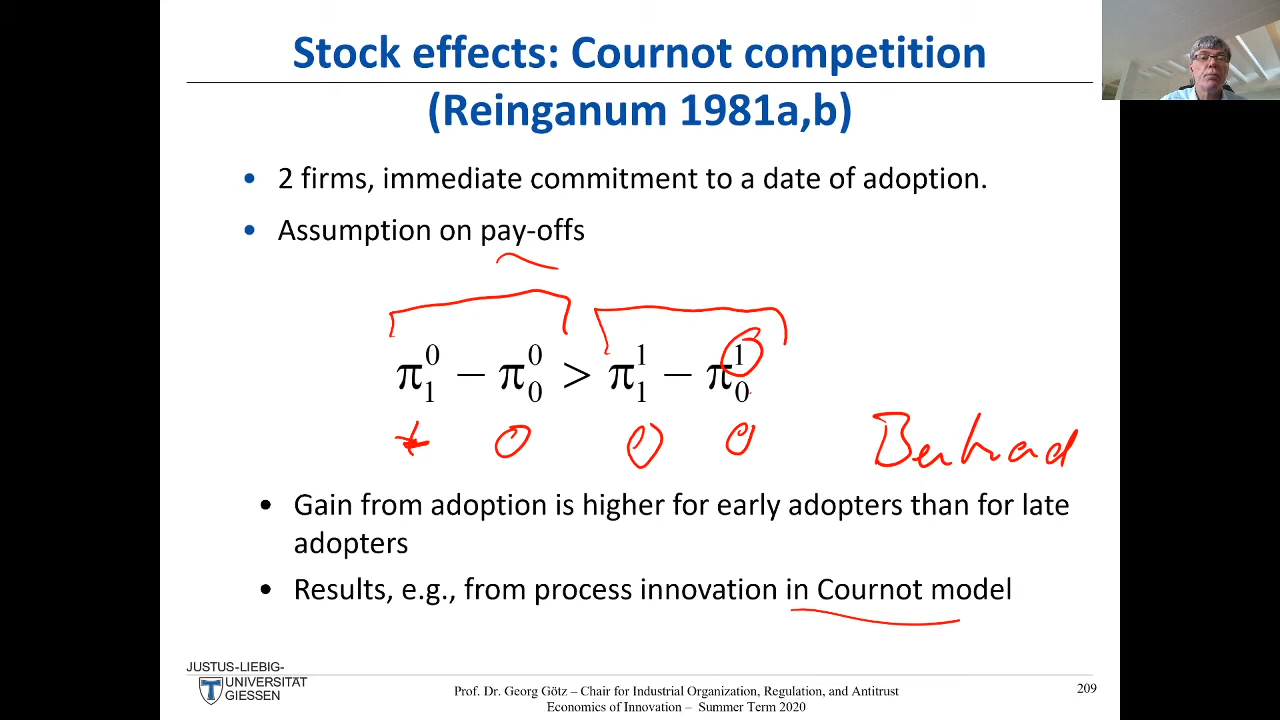 Stock effects: Cournot competition
(Reinganum 1981a,b)
• 2 firms, immediate commitment to a date of adoption.
• Assumption on pay-offs
π₁⁰ − π₀⁰ > π₁¹ − π₀¹
+ 0 0 0
Bertrad
• Gain from adoption is higher for early adopters than for late
adopters
• Results, e.g., from process innovation in Cournot model
JUSTUS-LIEBIG-
UNIVERSITÄT
GIESSEN
Prof. Dr. Georg Götz – Chair for Industrial Organization, Regulation, and Antitrust
Economics of Innovation – Summer Term 2020
209